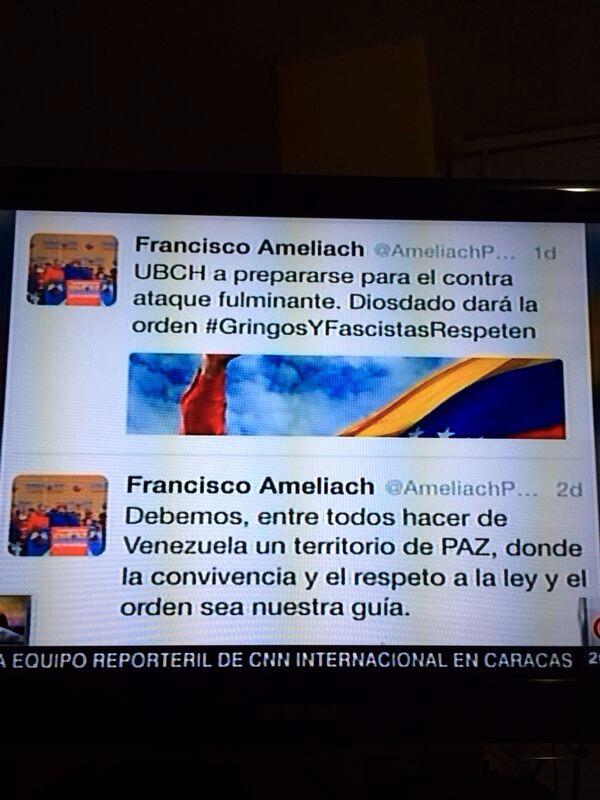 Francisco Ameliach @AmeliachP... 1d
UBCH a prepararse para el contra
ataque fulminante. Diosdado dará la
orden #GringosYFascistasRespeten
Francisco Ameliach @AmeliachP... 2d
Debemos, entre todos hacer de
Venezuela un territorio de PAZ, donde
la convivencia y el respeto a la ley y el
orden sea nuestra guía.
A EQUIPO REPORTERIL DE CNN INTERNACIONAL EN CARACAS
SAMSUNG